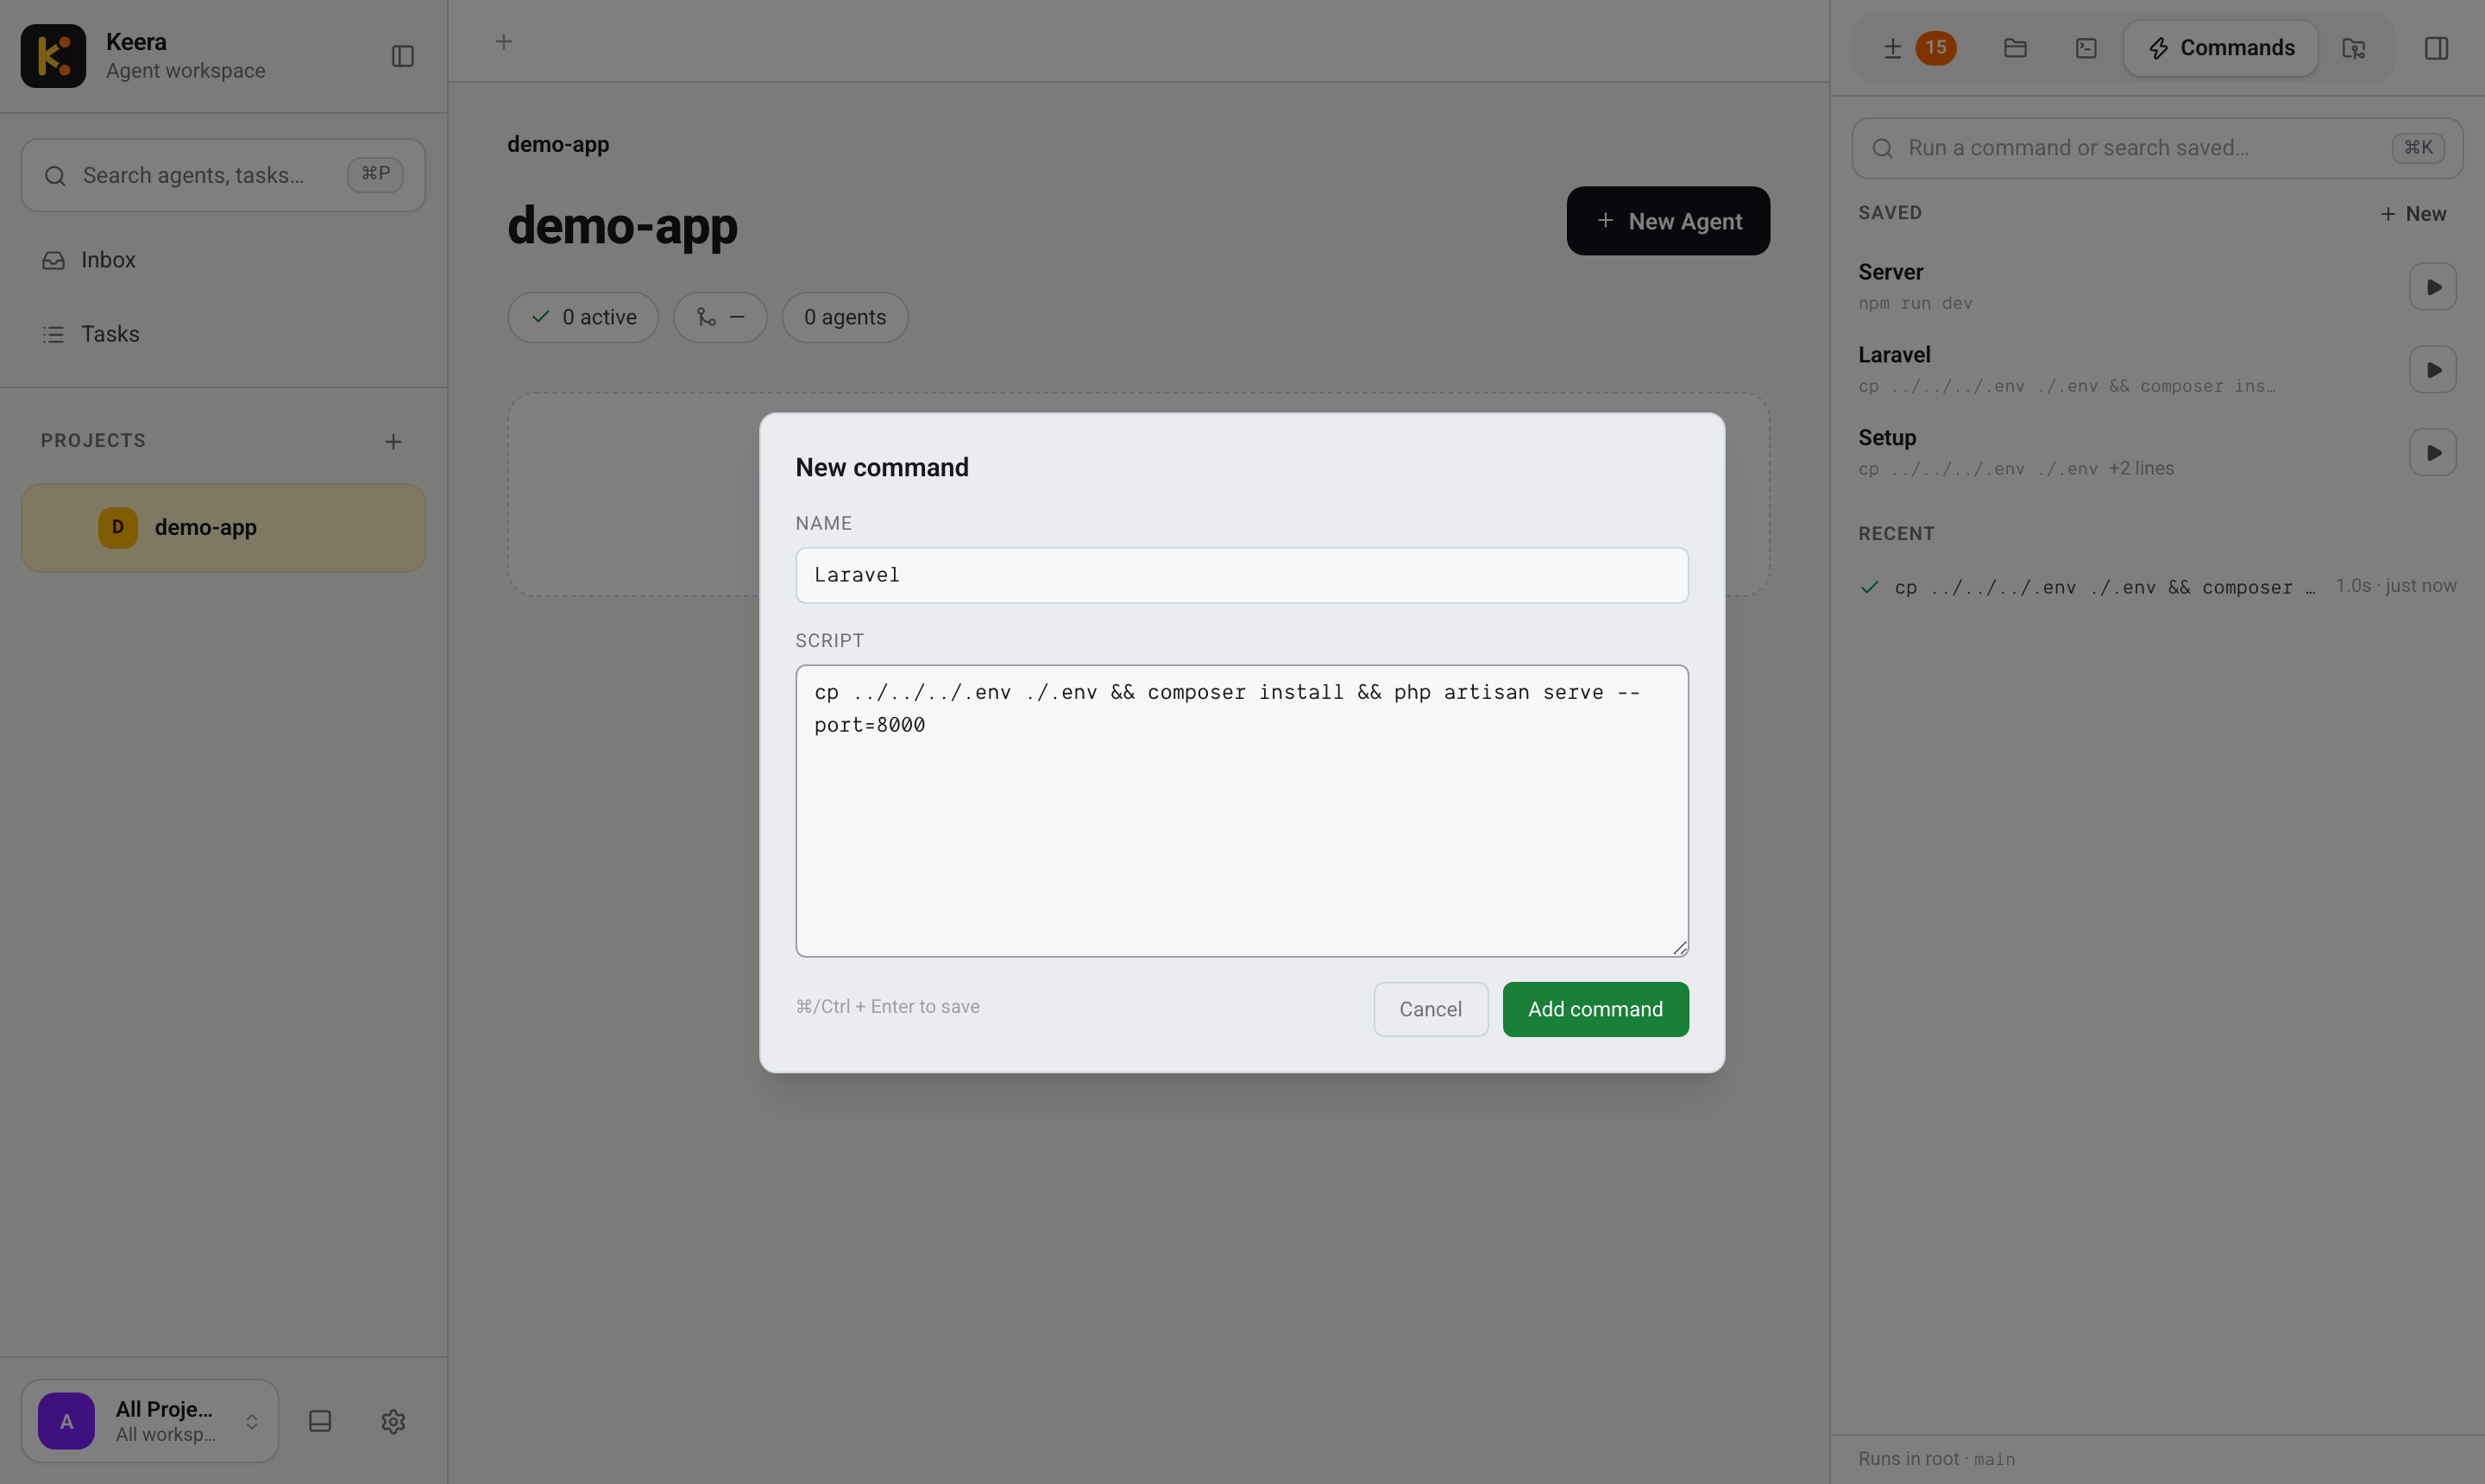 Keera
Agent workspace
Search agents, tasks... ⌘P
Inbox
Tasks
PROJECTS
D demo-app
A
All Proje...
All worksp...
demo-app
demo-app
New Agent
0 active
—
0 agents
New command
NAME
Laravel
SCRIPT
cp ../../../.env ./.env && composer install && php artisan serve --
port=8000
⌘/Ctrl + Enter to save
Cancel
Add command
15
Commands
Run a command or search saved... ⌘K
SAVED
New
Server
npm run dev
Laravel
cp ../../../.env ./.env && composer ins…
Setup
cp ../../../.env ./.env +2 lines
RECENT
cp ../../../.env ./.env && composer … 1.0s · just now
Runs in root · main